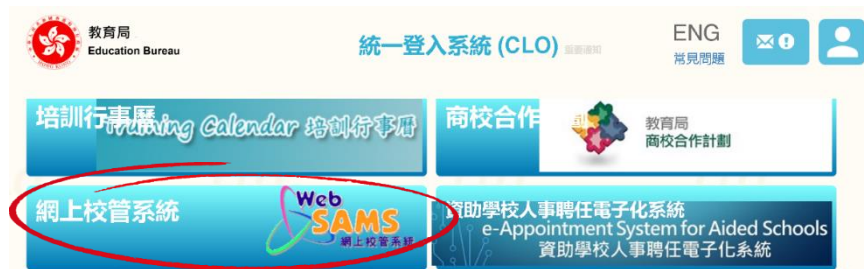 教育局
Education Bureau
統一登入系統 (CLO) 重要通知
ENG
常見問題
培訓行事曆
Training Calendar 培訓行事曆
商校合作
教育局
商校合作計劃
網上校管系統
Web
SAMS
網上校管系統
資助學校人事聘任電子化系統
e-Appointment System for Aided Schools
資助學校人事聘任電子化系統